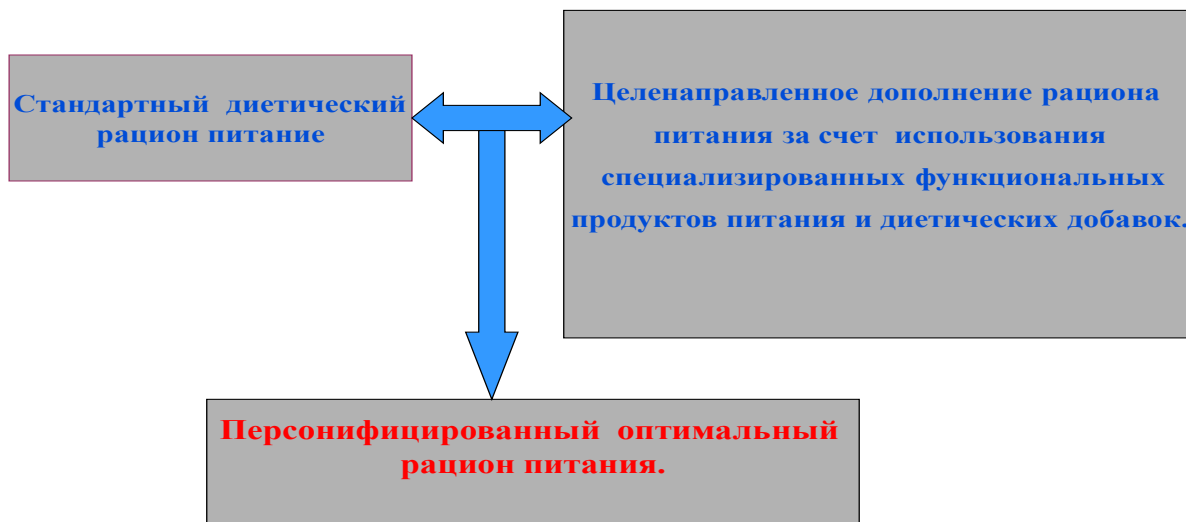 Стандартный диетический
рацион питание
Целенаправленное дополнение рациона
питания за счет использования
специализированных функциональных
продуктов питания и диетических добавок.
Персонифицированный оптимальный
рацион питания.